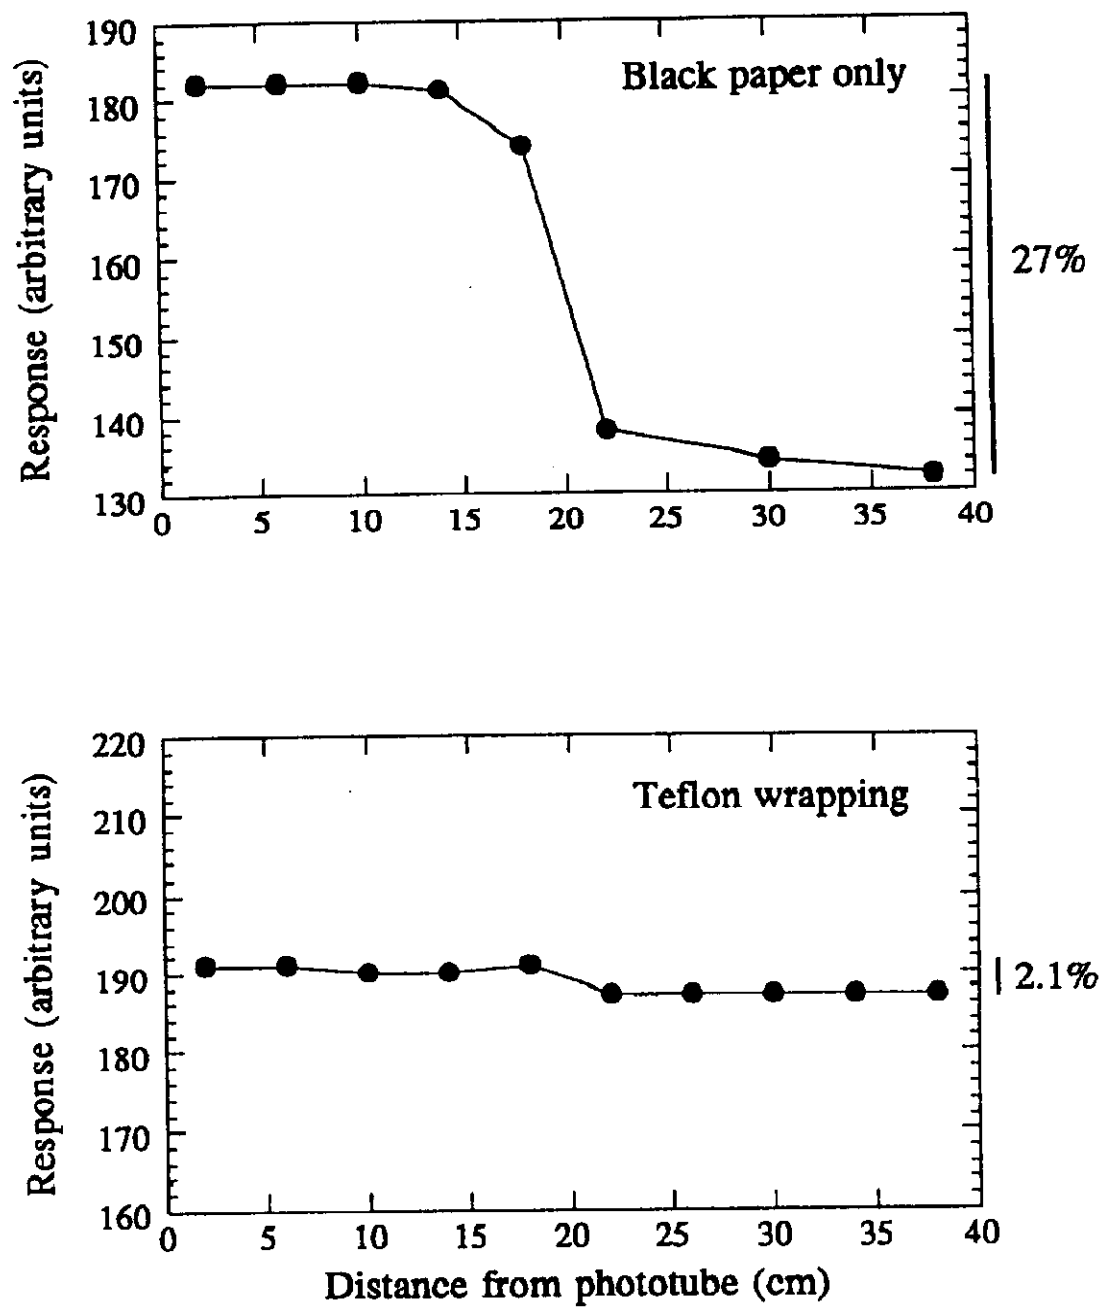 190
180
170
160
150
140
130
Response (arbitrary units)
Black paper only
27%
0 5 10 15 20 25 30 35 40
220
210
200
190
180
170
160
Response (arbitrary units)
Teflon wrapping
2.1%
0 5 10 15 20 25 30 35 40
Distance from phototube (cm)